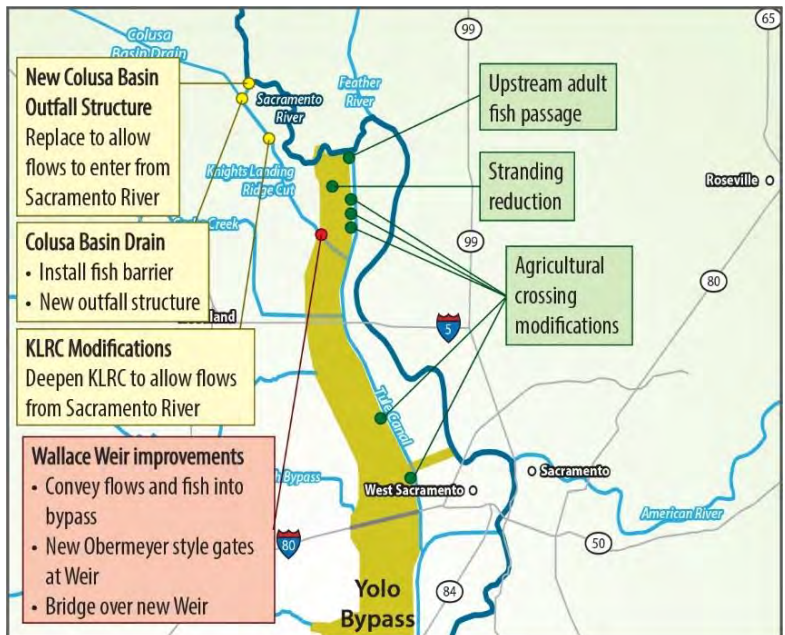 Colusa
Basin Drain
99
65
New Colusa Basin
Outfall Structure
Replace to allow
flows to enter from
Sacramento River
Sacramento
River
Feather
River
Upstream adult
fish passage
Knights Landing
Ridge Cut
Stranding
reduction
Roseville
Creek
Colusa Basin Drain
• Install fish barrier
• New outfall structure
99
Agricultural
crossing
modifications
80
5
KLRC Modifications
Deepen KLRC to allow flows
from Sacramento River
Tule Canal
Wallace Weir improvements
• Convey flows and fish into
bypass
• New Obermeyer style gates
at Weir
• Bridge over new Weir
Bypass
West Sacramento
Sacramento
American River
80
50
Yolo
Bypass
84